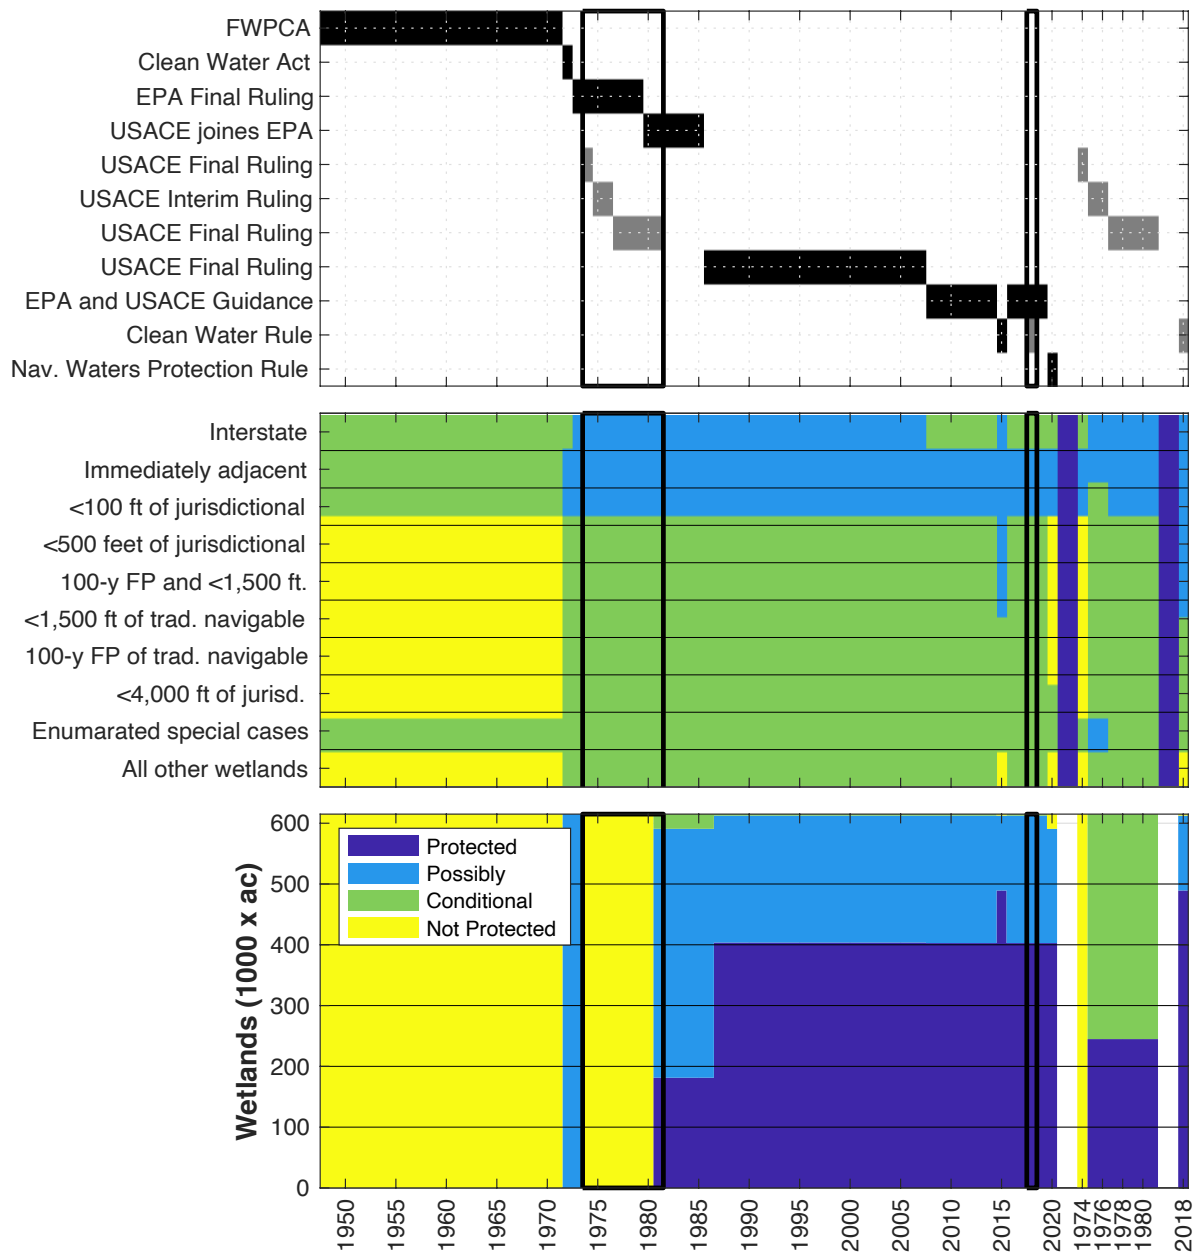 FWPCA
Clean Water Act
EPA Final Ruling
USACE joines EPA
USACE Final Ruling
USACE Interim Ruling
USACE Final Ruling
USACE Final Ruling
EPA and USACE Guidance
Clean Water Rule
Nav. Waters Protection Rule
Interstate
Immediately adjacent
<100 ft of jurisdictional
<500 feet of jurisdictional
100-y FP and <1,500 ft.
<1,500 ft of trad. navigable
100-y FP of trad. navigable
<4,000 ft of jurisd.
Enumarated special cases
All other wetlands
Wetlands (1000 x ac)
600
500
400
300
200
100
0
Protected
Possibly
Conditional
Not Protected
1950 1955 1960 1965 1970 1975 1980 1985 1990 1995 2000 2005 2010 2015 2020 1974 1976 1978 1980 2018